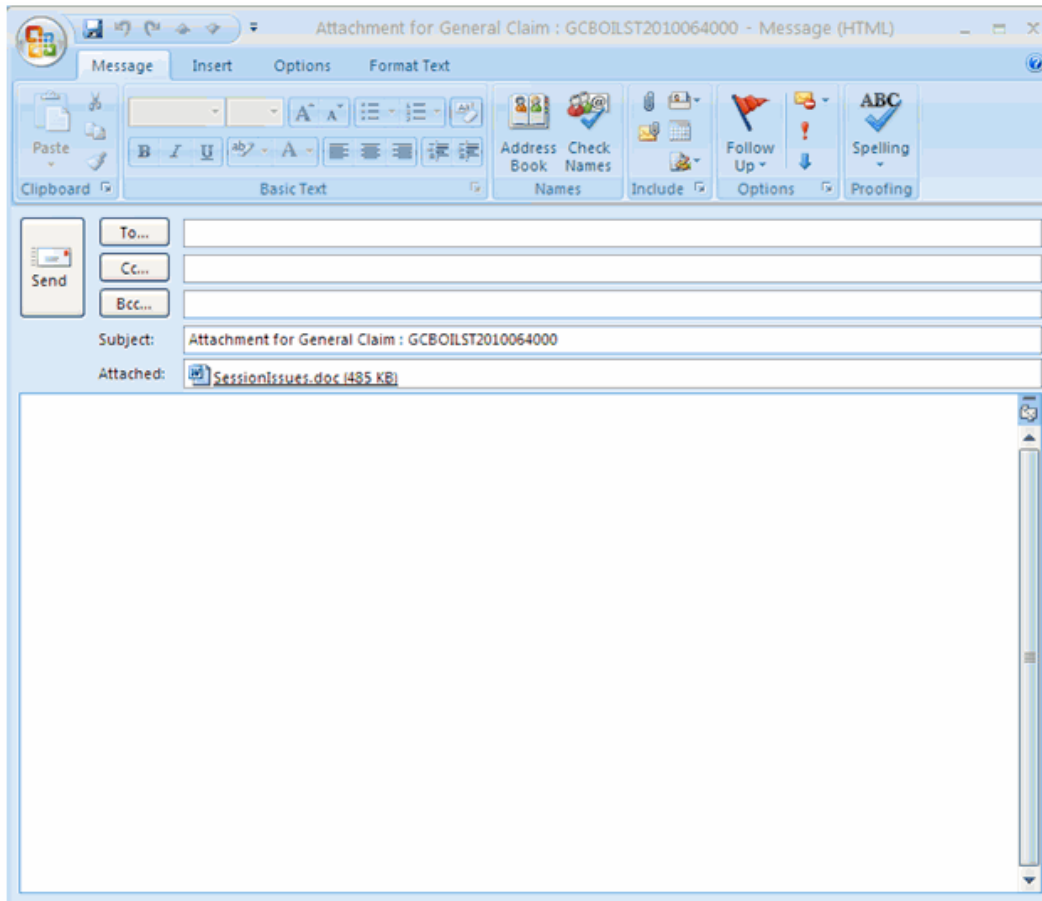 Attachment for General Claim : GCBOILST2010064000 - Message (HTML)
Message Insert Options Format Text
Paste
B I U ab A
Address Book
Check Names
Follow Up
ABC
Spelling
Clipboard Basic Text Names Include Options Proofing
Send
To...
Cc...
Bcc...
Subject: Attachment for General Claim : GCBOILST2010064000
Attached: SessionIssues.doc (485 KB)